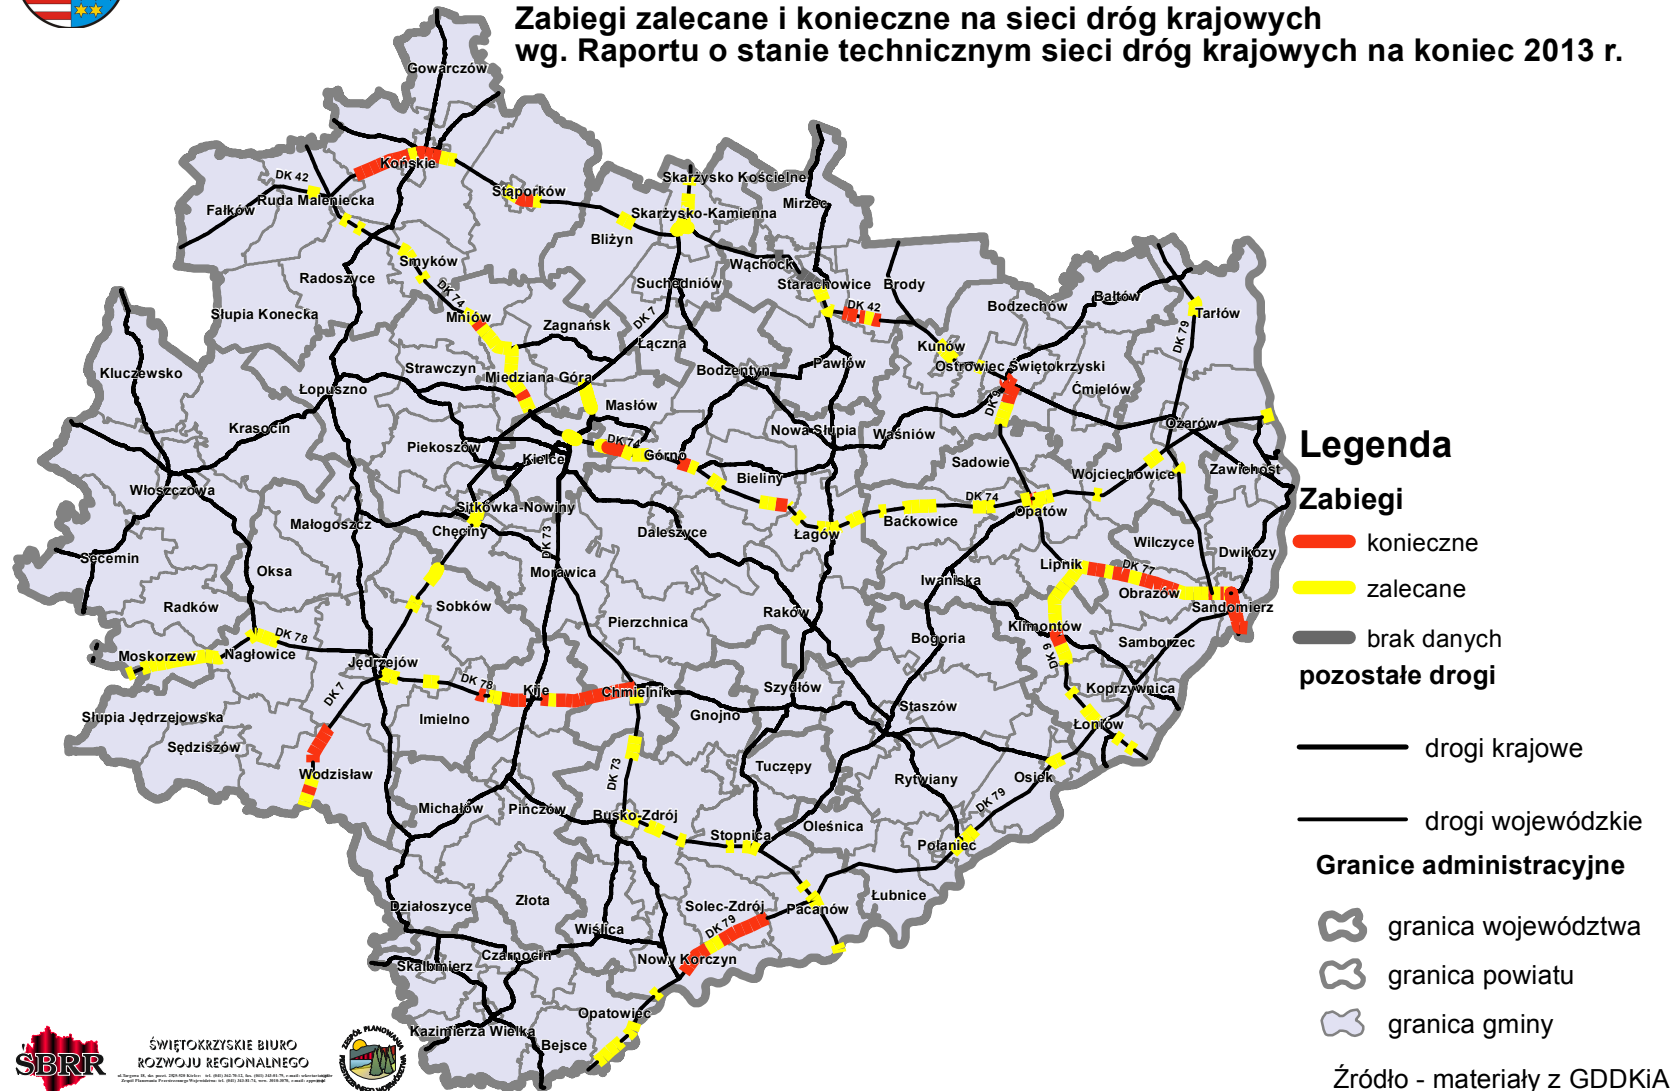 Zabiegi zalecane i konieczne na sieci dróg krajowych
wg. Raportu o stanie technicznym sieci dróg krajowych na koniec 2013 r.
Gowarczów
Końskie
DK 42
Ruda Maleniecka
Fałków
Stąporków
Skarżysko Kościelne
Mirzec
Skarżysko-Kamienna
Bliżyn
Smyków
Radoszyce
Wąchock
Suchedniów
Starachowice
Brody
DK 42
Bodzechów
Bałtów
Tarłów
DK 74
Słupia Konecka
Mniów
Zagnańsk
DK 7
Łączna
DK 79
Kunów
Ostrowiec Świętokrzyski
Kluczewsko
Strawczyn
Miedziana Góra
Bodzentyn
Pawłów
Łopuszno
Masłów
Ćmielów
DK 9
Krasocin
Piekoszów
DK 74
Kielce
Górno
Nowa Słupia
Waśniów
Ożarów
Sadowie
Wojciechowice
Zawichost
Bieliny
Włoszczowa
Sitkówka-Nowiny
Małogoszcz
Chęciny
DK 73
Daleszyce
Łagów
Baćkowice
DK 74
Opatów
Wilczyce
Dwikozy
Secemin
Oksa
Morawica
Iwaniska
Lipnik
DK 77
Obrazów
Sandomierz
Radków
Sobków
Pierzchnica
Raków
Bogoria
Klimontów
Samborzec
DK 9
Moskorzew
Nagłowice
DK 78
Jędrzejów
DK 78
Kije
Chmielnik
Szydłów
Koprzywnica
DK 7
Słupia Jędrzejowska
Sędziszów
Imielno
Gnojno
Staszów
Łoniów
Wodzisław
DK 73
Tuczępy
Rytwiany
Osiek
DK 79
Michałów
Pińczów
Busko-Zdrój
Stopnica
Oleśnica
Połaniec
Działoszyce
Złota
Solec-Zdrój
Pacanów
Łubnice
DK 79
Wiślica
Czarnocin
Nowy Korczyn
Skalbmierz
Opatowiec
Kazimierza Wielka
Bejsce
Legenda
Zabiegi
konieczne
zalecane
brak danych
pozostałe drogi
drogi krajowe
drogi wojewódzkie
Granice administracyjne
granica województwa
granica powiatu
granica gminy
Źródło - materiały z GDDKiA
SBRR
ŚWIĘTOKRZYSKIE BIURO
ROZWOJU REGIONALNEGO